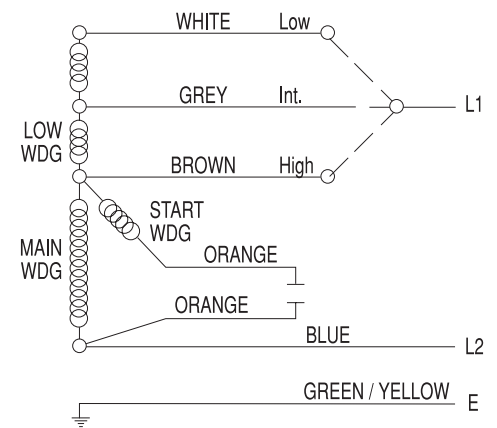 WHITE Low
GREY Int.
L1
LOW
WDG
BROWN High
START
WDG
MAIN
WDG
ORANGE
ORANGE
BLUE
L2
GREEN / YELLOW
E